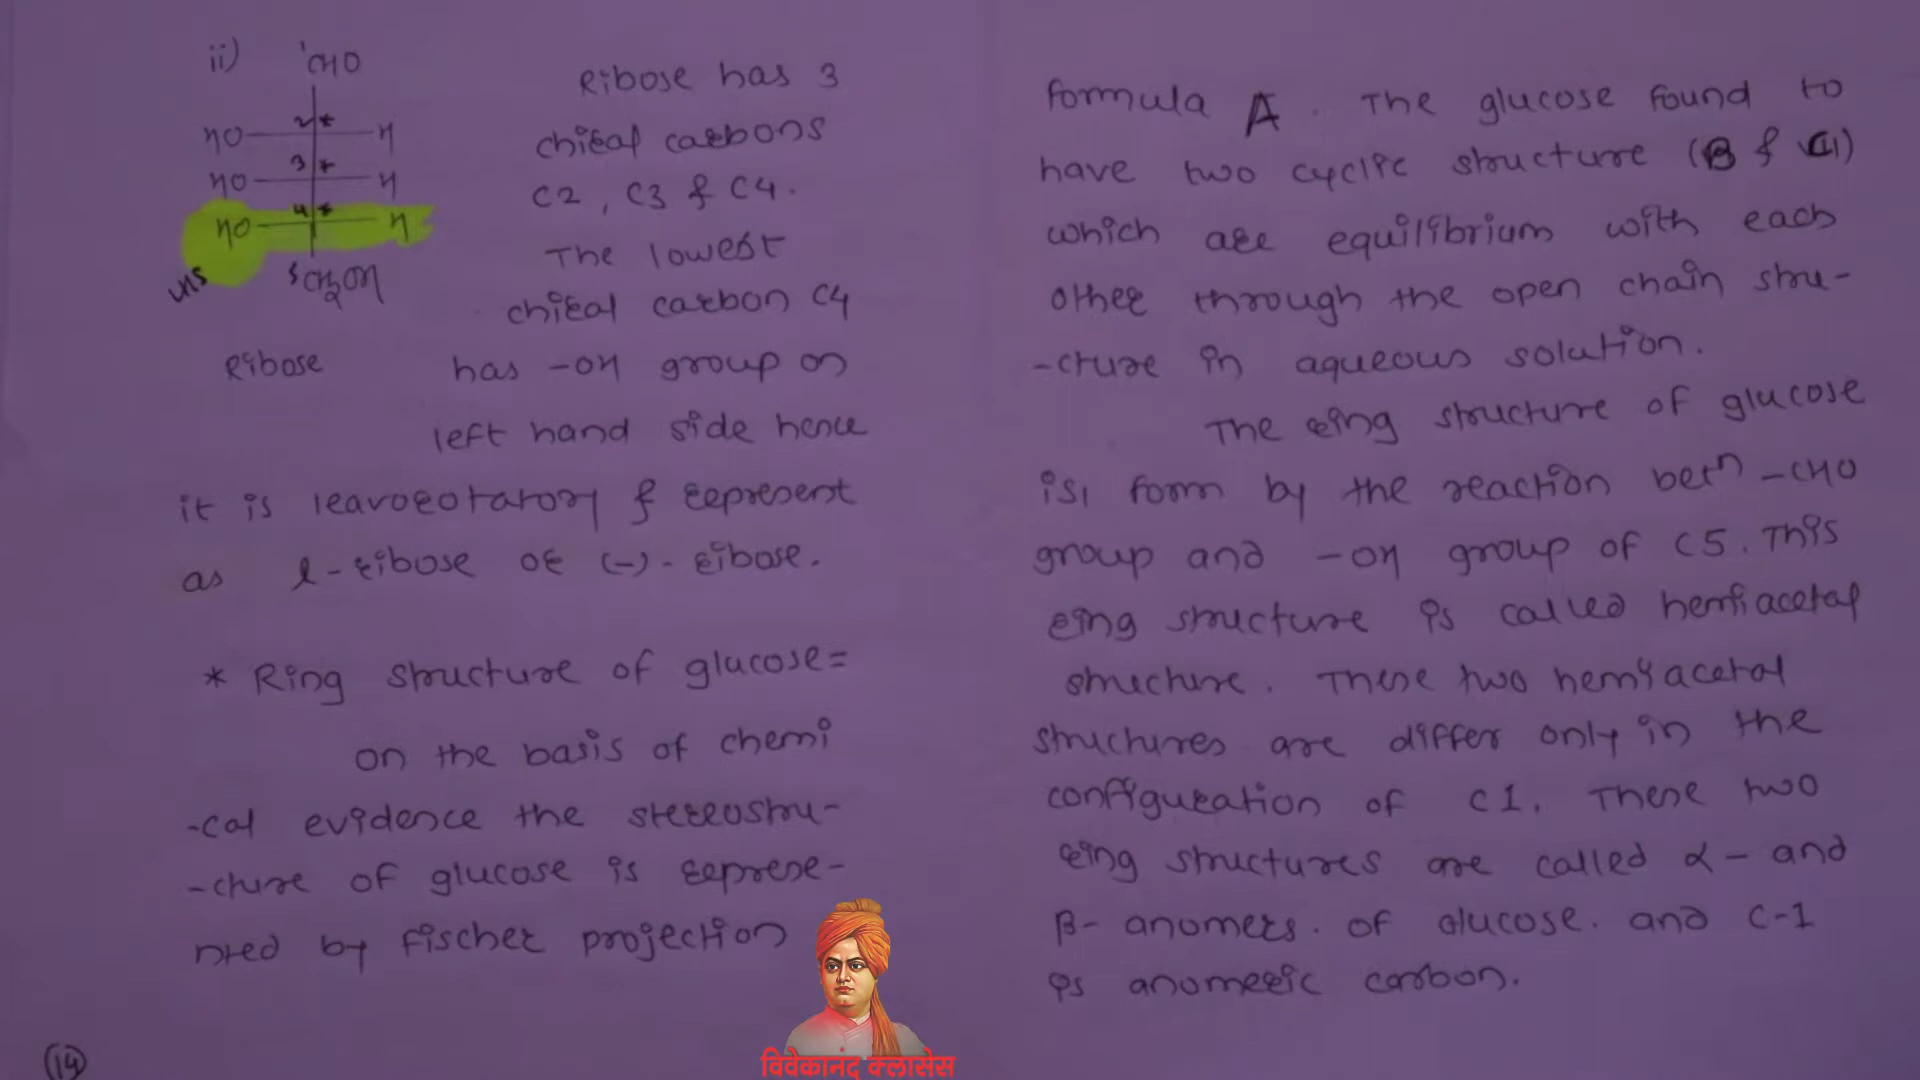 ii)
¹CHO
HO 2* H
HO 3* H
HO 4* H
LHS
⁵CH₂OH
Ribose
Ribose has 3
chiral carbons
C2, C3 & C4.
The lowest
chiral carbon C4
has -OH group on
left hand side hence
it is leavorotatory & represent
as l-ribose or (-)-ribose.
* Ring structure of glucose=
on the basis of chemi
-cal evidence the stereostru-
-cture of glucose is represe-
nted by fischer projection
14
formula A. The glucose found to
have two cyclic structure (B & C)
which are equilibrium with each
other through the open chain stru-
-cture in aqueous solution.
The ring structure of glucose
is, form by the reaction betn -CHO
group and -OH group of C5. This
ring structure is called hemiacetal
structure. These two hemiacetal
structures are differ only in the
configuration of C1. These two
ring structures are called α- and
β- anomers. of Glucose. and C-1
is anomeric carbon.
विवेकानंद क्लासेस